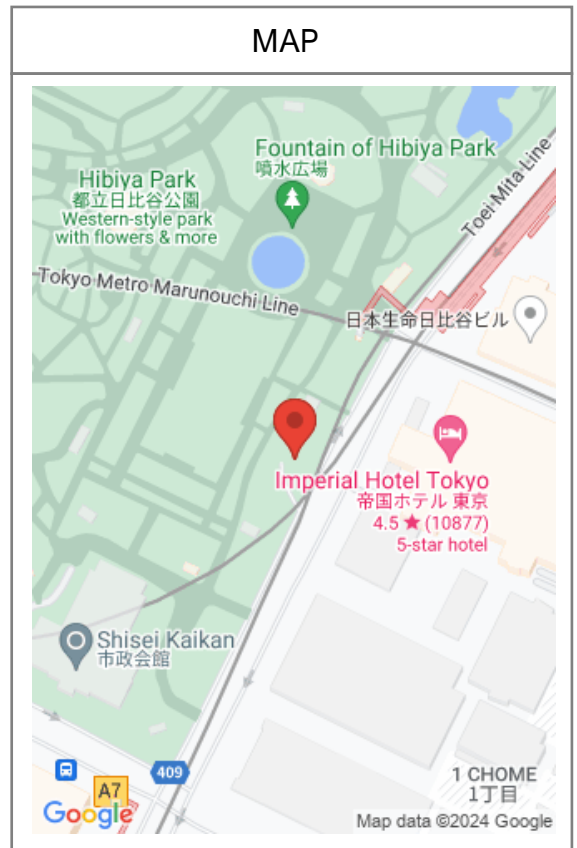 MAP
Fountain of Hibiya Park
噴水広場
Hibiya Park
都立日比谷公園
Western-style park
with flowers & more
Toei Mita Line
Tokyo Metro Marunouchi Line
日本生命日比谷ビル
Imperial Hotel Tokyo
帝国ホテル 東京
4.5 ★ (10877)
5-star hotel
Shisei Kaikan
市政会館
409
A7
1 CHOME
1丁目
Google
Map data ©2024 Google